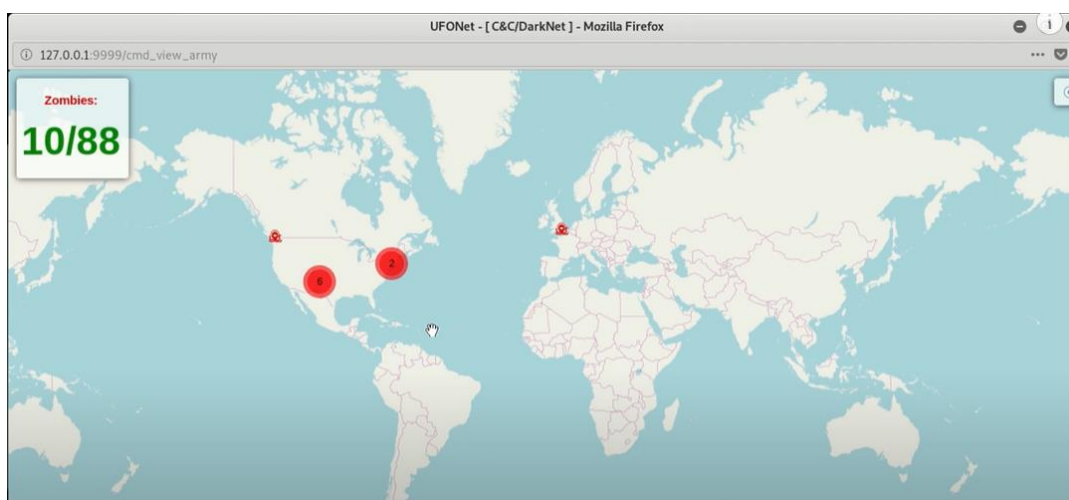 UFONet - [ C&C/DarkNet ] - Mozilla Firefox
127.0.0.1:9999/cmd_view_army
Zombies:
10/88
2
6